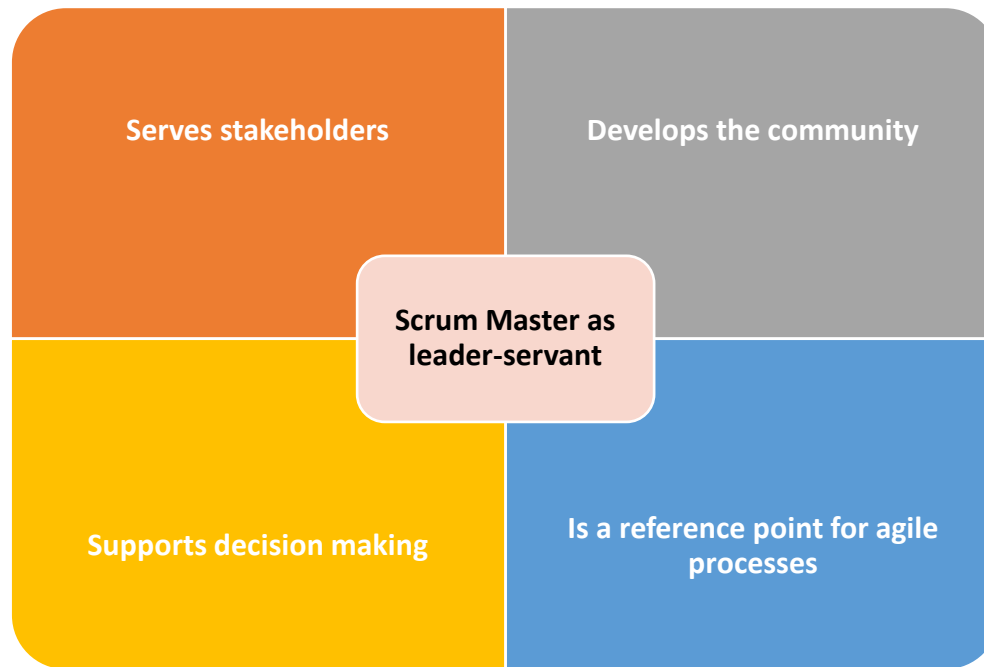 Serves stakeholders
Develops the community
Scrum Master as
leader-servant
Supports decision making
Is a reference point for agile
processes